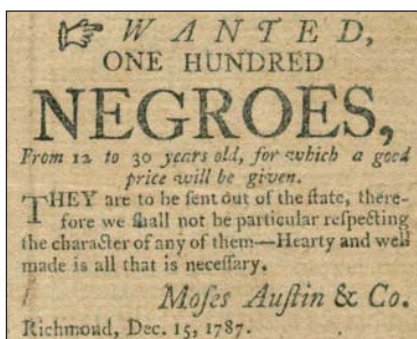 WANTED,
ONE HUNDRED
NEGROES,
From 12 to 30 years old, for which a good
price will be given.
THEY are to be ſent out of the ſtate, there-
fore we ſhall not be particular reſpecting
the character of any of them—Hearty and well
made is all that is neceſſary.
Moſes Auſtin & Co.
Richmond, Dec. 15, 1787.